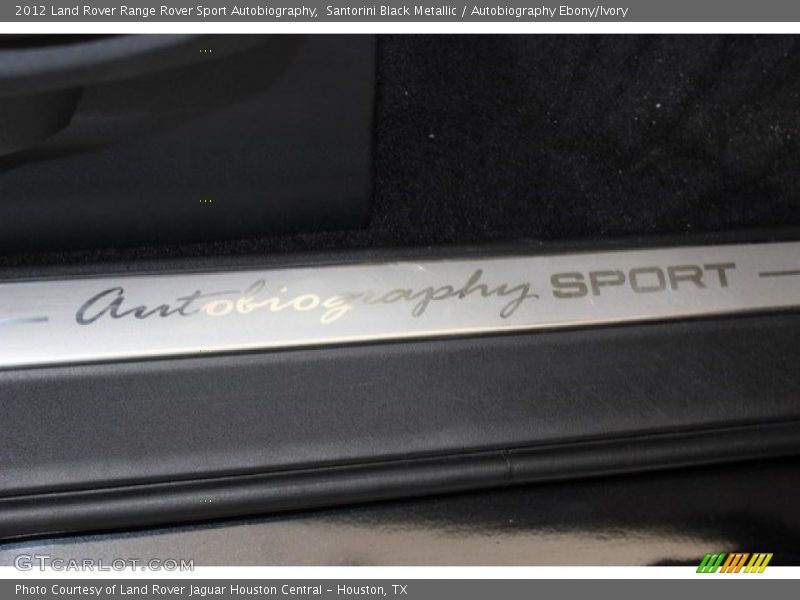 2012 Land Rover Range Rover Sport Autobiography, Santorini Black Metallic / Autobiography Ebony/Ivory
Autobiography SPORT
GTcarlot.com
Photo Courtesy of Land Rover Jaguar Houston Central - Houston, TX